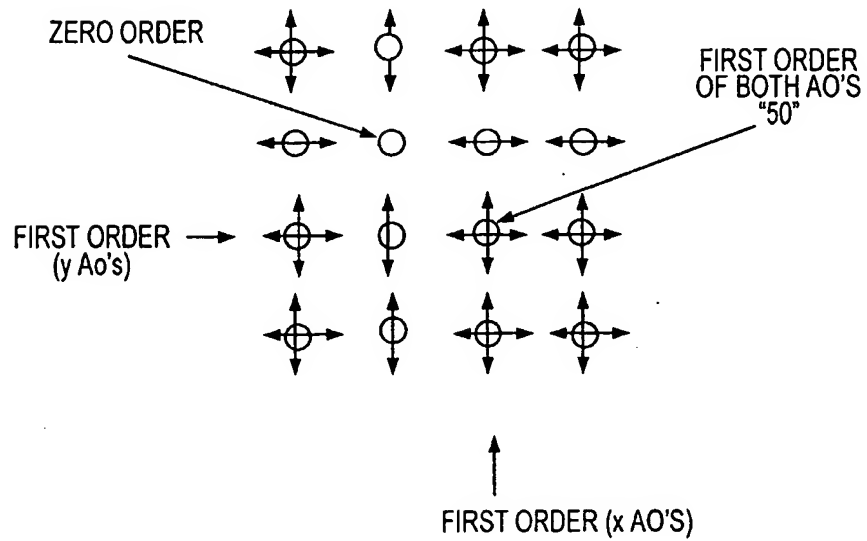 ZERO ORDER
FIRST ORDER
OF BOTH AO'S
"50"
FIRST ORDER
(y Ao's)
FIRST ORDER (x AO'S)